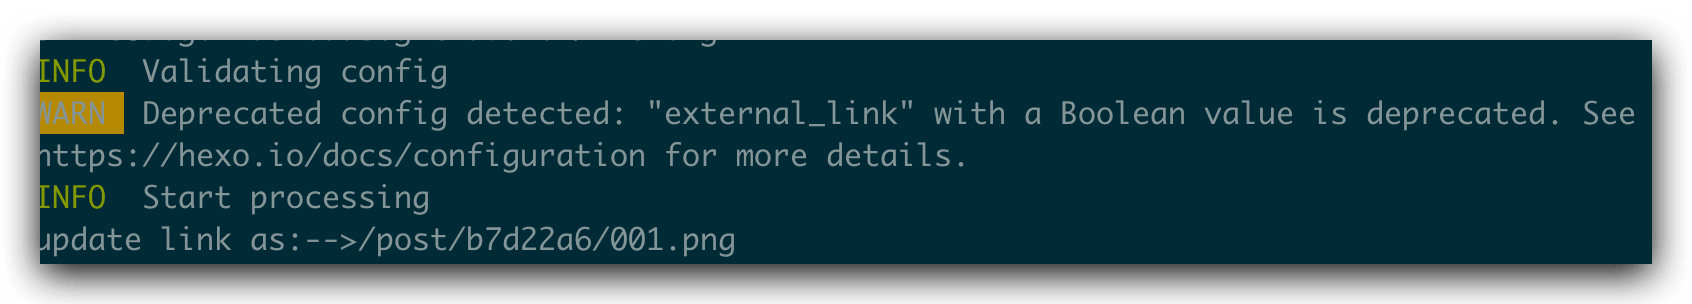 INFO  Validating config
WARN  Deprecated config detected: "external_link" with a Boolean value is deprecated. See
https://hexo.io/docs/configuration for more details.
INFO  Start processing
update link as:-->/post/b7d22a6/001.png